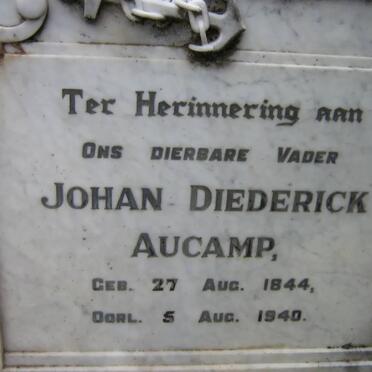 Ter Herinnering aan
Ons dierbare Vader
Johan Diederick
Aucamp,
Geb. 27 Aug. 1844,
Oorl. 5 Aug. 1940.